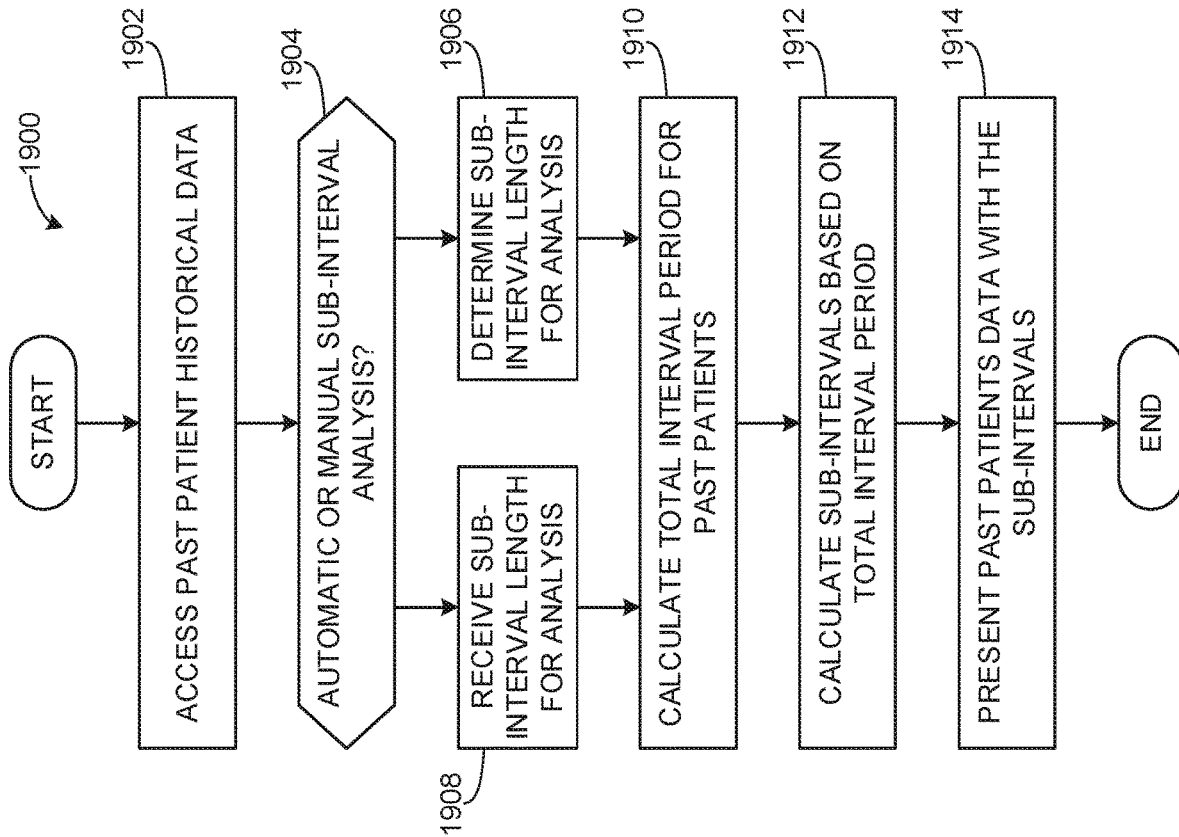 1900
START
1902
ACCESS PAST PATIENT HISTORICAL DATA
1904
AUTOMATIC OR MANUAL SUB-INTERVAL
ANALYSIS?
1908
RECEIVE SUB-
INTERVAL LENGTH
FOR ANALYSIS
1906
DETERMINE SUB-
INTERVAL LENGTH
FOR ANALYSIS
1910
CALCULATE TOTAL INTERVAL PERIOD FOR
PAST PATIENTS
1912
CALCULATE SUB-INTERVALS BASED ON
TOTAL INTERVAL PERIOD
1914
PRESENT PAST PATIENTS DATA WITH THE
SUB-INTERVALS
END